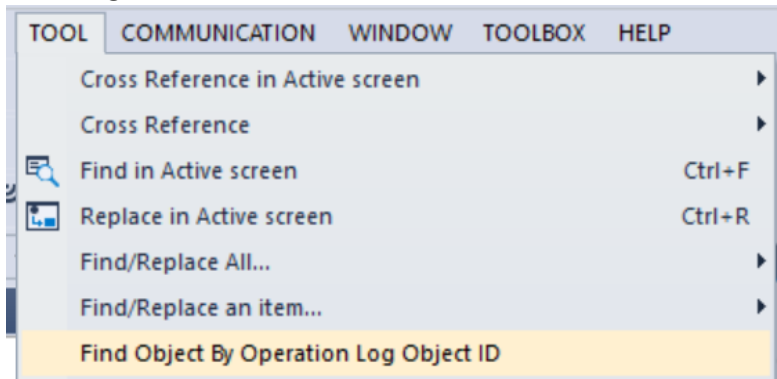 TOOL COMMUNICATION WINDOW TOOLBOX HELP
Cross Reference in Active screen
Cross Reference
Find in Active screen Ctrl+F
Replace in Active screen Ctrl+R
Find/Replace All...
Find/Replace an item...
Find Object By Operation Log Object ID